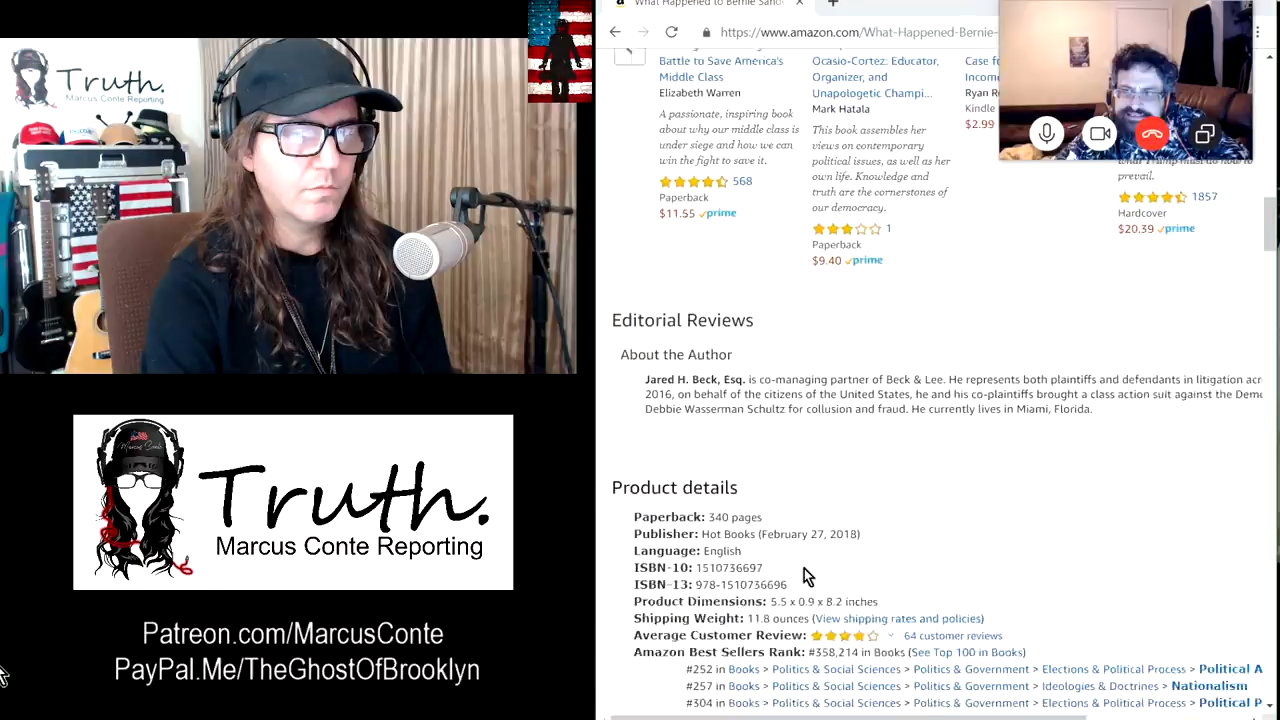 Truth.
Marcus Conte Reporting
Truth.
Marcus Conte Reporting
Patreon.com/MarcusConte
PayPal.Me/TheGhostOfBrooklyn
What Happened to Bernie Sand
https://www.amazon.com/What-Happened-Bernie-
Battle to Save America's
Middle Class
Elizabeth Warren
A passionate, inspiring book
about why our middle class is
under siege and how we can
win the fight to save it.
568
Paperback
$11.55 prime
Ocasio-Cortez: Educator,
Organizer, and
Unapologetic Champi...
Mark Hatala
This book assembles her
views on contemporary
political issues, as well as her
own life. Knowledge and
truth are the cornerstones of
our democracy.
1
Paperback
$9.40 prime
Case f
Incom
Ryan R
Kindle
$2.99
what Trump must do now to
prevail.
1857
Hardcover
$20.39 prime
Editorial Reviews
About the Author
Jared H. Beck, Esq. is co-managing partner of Beck & Lee. He represents both plaintiffs and defendants in litigation acr
2016, on behalf of the citizens of the United States, he and his co-plaintiffs brought a class action suit against the Dem
Debbie Wasserman Schultz for collusion and fraud. He currently lives in Miami, Florida.
Product details
Paperback: 340 pages
Publisher: Hot Books (February 27, 2018)
Language: English
ISBN-10: 1510736697
ISBN-13: 978-1510736696
Product Dimensions: 5.5 x 0.9 x 8.2 inches
Shipping Weight: 11.8 ounces (View shipping rates and policies)
Average Customer Review: 64 customer reviews
Amazon Best Sellers Rank: #358,214 in Books (See Top 100 in Books)
#252 in Books > Politics & Social Sciences > Politics & Government > Elections & Political Process > Political A
#257 in Books > Politics & Social Sciences > Politics & Government > Ideologies & Doctrines > Nationalism
#304 in Books > Politics & Social Sciences > Politics & Government > Elections & Political Process > Political P